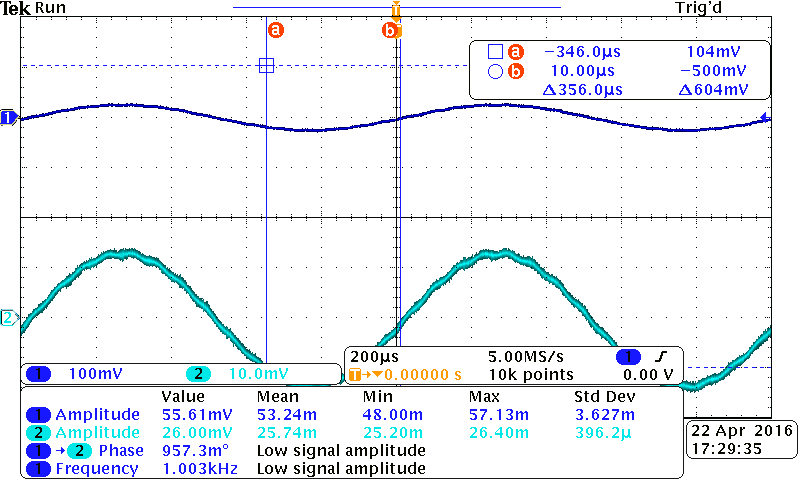 Tek Run Trig'd
T
a b
a −346.0µs 104mV
b 10.00µs −500mV
Δ356.0µs Δ604mV
1
2
1 100mV 2 10.0mV
200µs 5.00MS/s 1
T→▼0.00000 s 10k points 0.00 V
Value Mean Min Max Std Dev
1 Amplitude 55.61mV 53.24m 48.00m 57.13m 3.627m
2 Amplitude 26.00mV 25.74m 25.20m 26.40m 396.2µ
1 → 2 Phase 957.3m° Low signal amplitude
1 Frequency 1.003kHz Low signal amplitude
22 Apr 2016
17:29:35